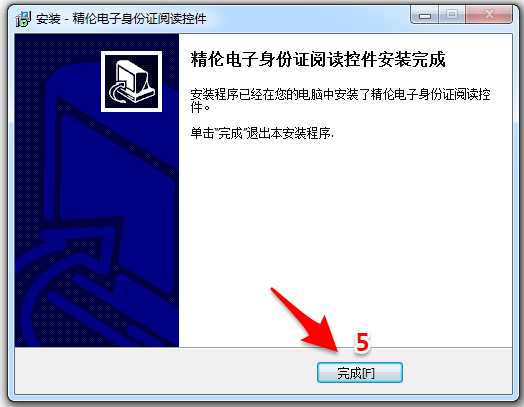 安装 - 精伦电子身份证阅读控件
精伦电子身份证阅读控件安装完成
安装程序已经在您的电脑中安装了精伦电子身份证阅读控
件。
单击"完成"退出本安装程序.
5
完成[F]